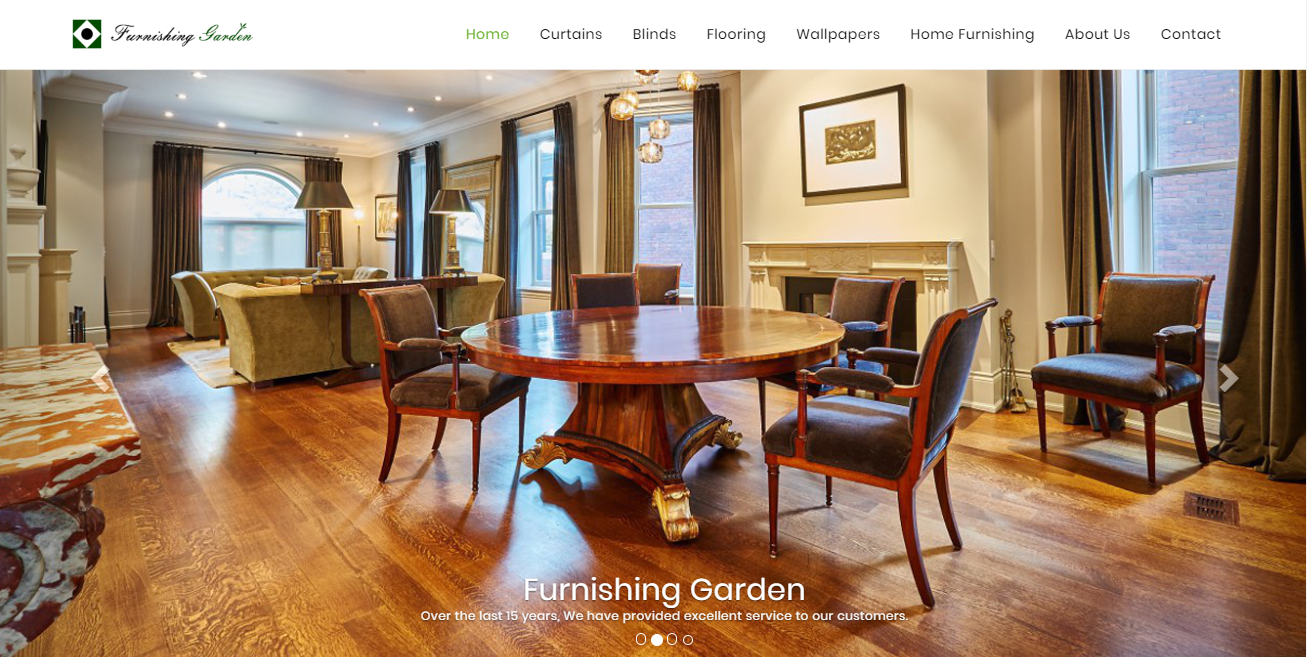 Furnishing Garden
Home Curtains Blinds Flooring Wallpapers Home Furnishing About Us Contact
Furnishing Garden
Over the last 15 years, We have provided excellent service to our customers.